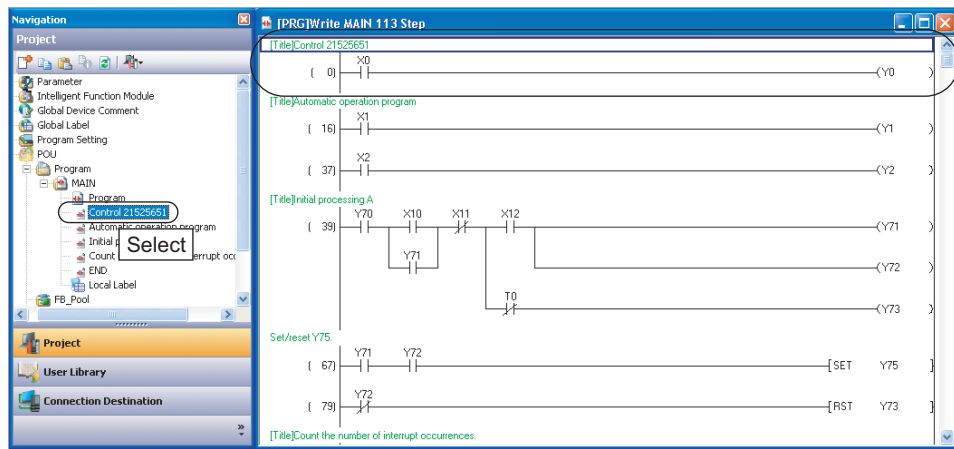 Navigation
Project
Parameter
Intelligent Function Module
Global Device Comment
Global Label
Program Setting
POU
Program
MAIN
Program
Control 21525651
Automatic operation program
Initial p
Select
Count
errupt occ
END
Local Label
FB_Pool
Project
User Library
Connection Destination
[PRG]Write MAIN 113 Step
[Title]Control 21525651
X0
( 0) (Y0 )
[Title]Automatic operation program
X1
( 16) (Y1 )
X2
( 37) (Y2 )
[Title]Initial processing A
Y70 X10 X11 X12
( 39) (Y71 )
Y71
(Y72 )
T0
(Y73 )
Set/reset Y75.
Y71 Y72
( 67) [SET Y75 ]
Y72
( 79) [RST Y73 ]
[Title]Count the number of interrupt occurrences.